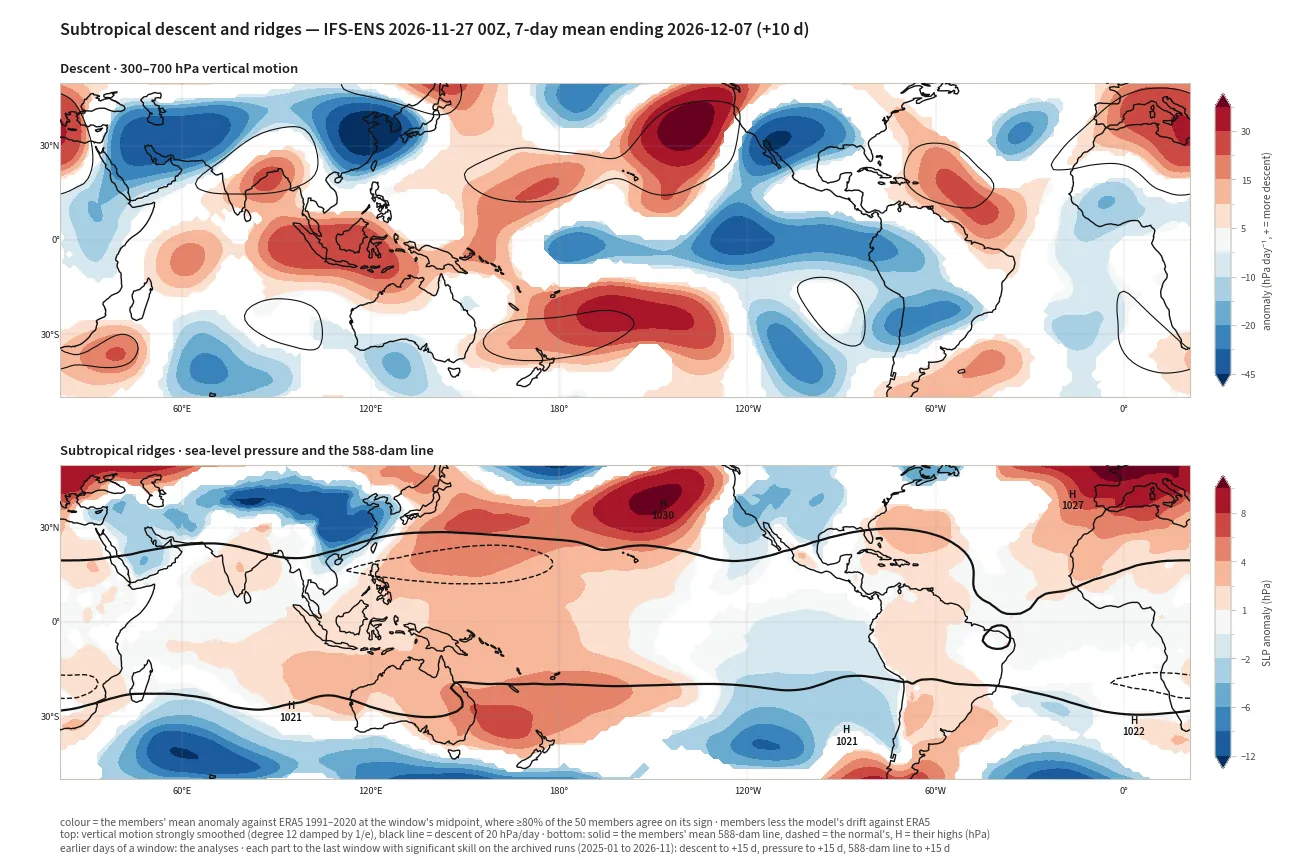 Subtropical descent and ridges — IFS-ENS 2026-11-27 00Z, 7-day mean ending 2026-12-07 (+10 d)
Descent · 300–700 hPa vertical motion
30°N
0°
30°S
60°E
120°E
180°
120°W
60°W
0°
30
15
5
−10
−20
−45
anomaly (hPa day⁻¹, + = more descent)
Subtropical ridges · sea-level pressure and the 588-dam line
30°N
0°
30°S
H
1030
H
1027
H
1021
H
1021
H
1022
60°E
120°E
180°
120°W
60°W
0°
8
4
1
−2
−6
−12
SLP anomaly (hPa)
colour = the members' mean anomaly against ERA5 1991–2020 at the window's midpoint, where ≥80% of the 50 members agree on its sign · members less the model's drift against ERA5
top: vertical motion strongly smoothed (degree 12 damped by 1/e), black line = descent of 20 hPa/day · bottom: solid = the members' mean 588-dam line, dashed = the normal's, H = their highs (hPa)
earlier days of a window: the analyses · each part to the last window with significant skill on the archived runs (2025-01 to 2026-11): descent to +15 d, pressure to +15 d, 588-dam line to +15 d